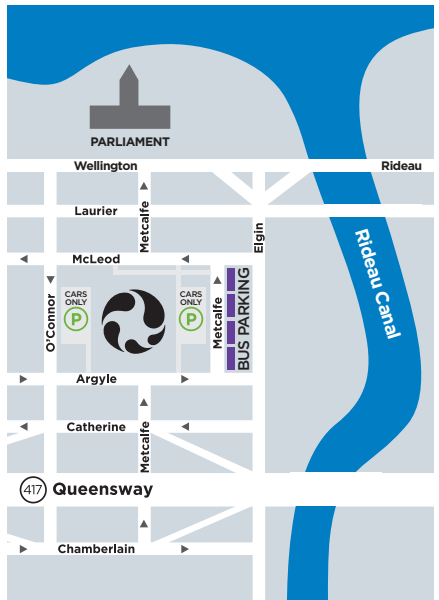 PARLIAMENT
Wellington
Rideau
Laurier
Metcalfe
Elgin
McLeod
Rideau Canal
O'Connor
CARS
ONLY
P
CARS
ONLY
P
Metcalfe
BUS PARKING
Argyle
Catherine
Metcalfe
417 Queensway
Chamberlain